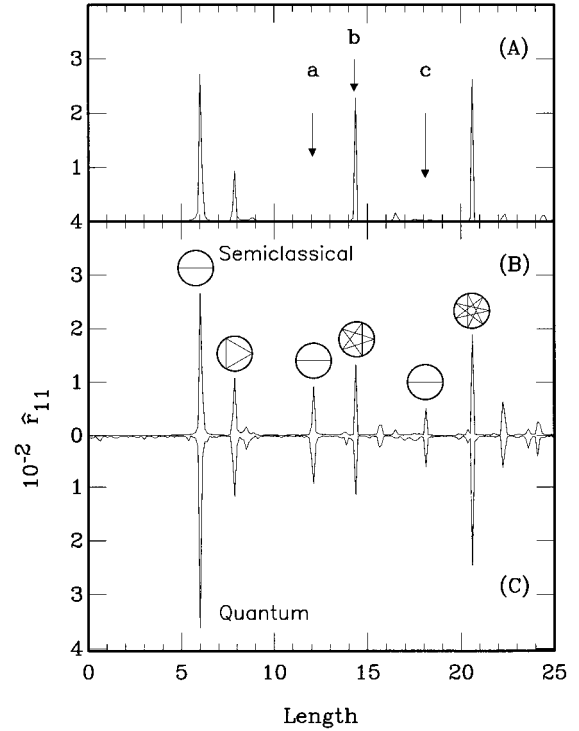 (A)
b
a
c
3
2
1
4
Semiclassical
(B)
3
2
1
0
10⁻² r̂₁₁
1
2
3
Quantum
(C)
4
0 5 10 15 20 25
Length